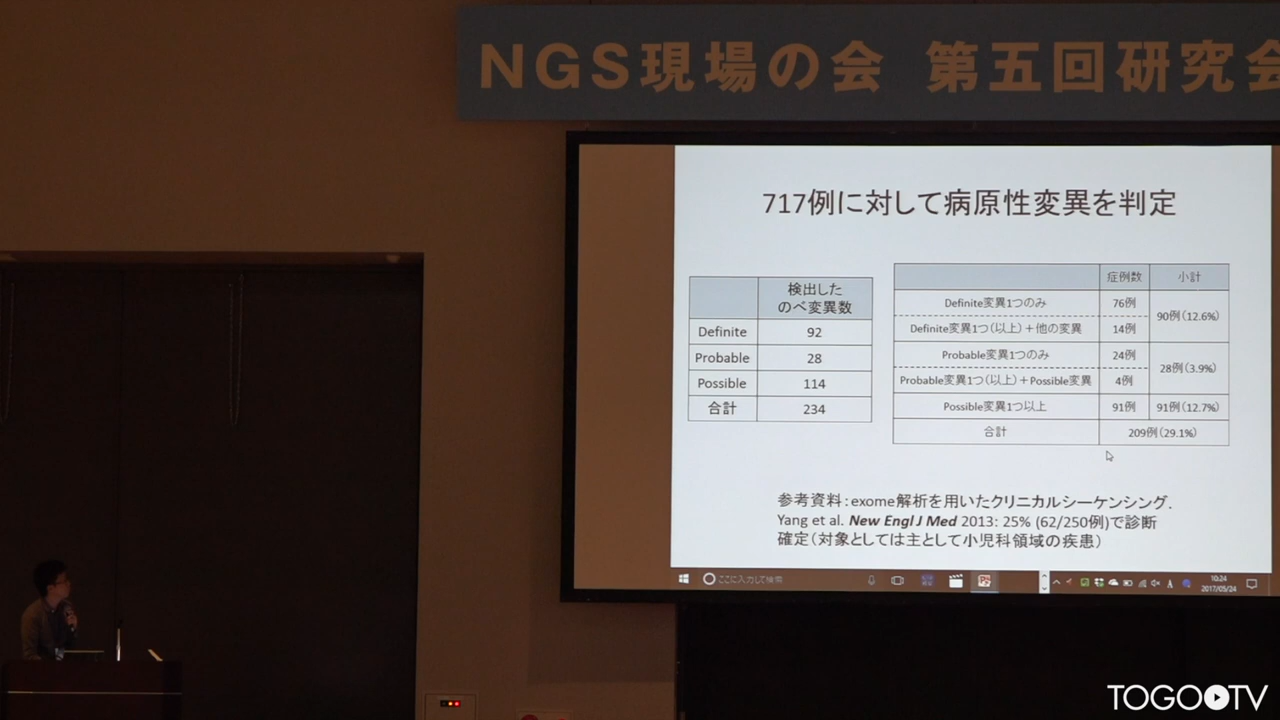 NGS現場の会 第五回研究会
717例に対して病原性変異を判定
検出した
のべ変異数
Definite 92
Probable 28
Possible 114
合計 234
症例数 小計
Definite変異1つのみ 76例
90例(12.6%)
Definite変異1つ(以上)+他の変異 14例
Probable変異1つのみ 24例
28例(3.9%)
Probable変異1つ(以上)+Possible変異 4例
Possible変異1つ以上 91例 91例(12.7%)
合計 209例(29.1%)
参考資料:exome解析を用いたクリニカルシーケンシング.
Yang et al. New Engl J Med 2013: 25% (62/250例)で診断
確定(対象としては主として小児科領域の疾患)
ここに入力して検索
A
10:24
2017/05/24
TOGO TV